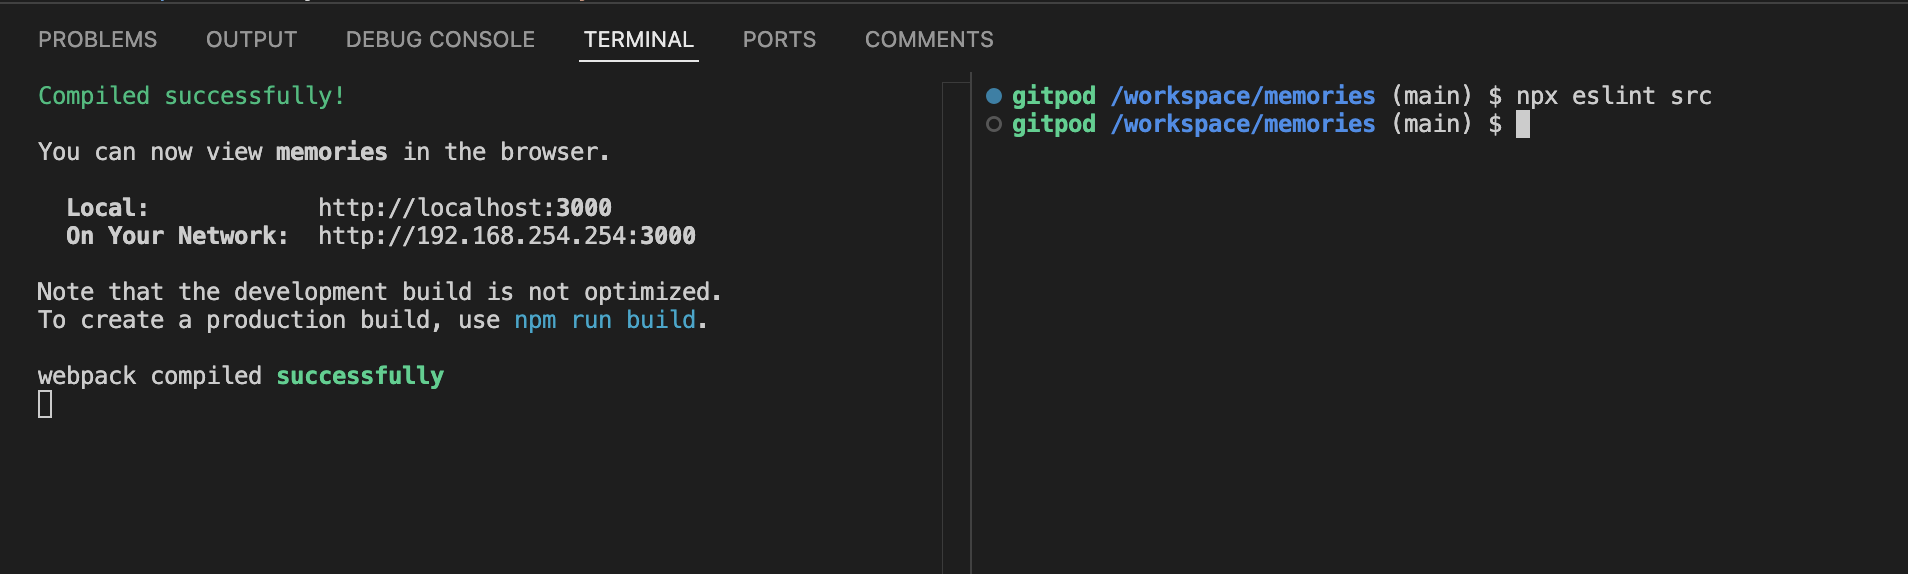 PROBLEMS OUTPUT DEBUG CONSOLE TERMINAL PORTS COMMENTS
Compiled successfully!
You can now view memories in the browser.
Local: http://localhost:3000
On Your Network: http://192.168.254.254:3000
Note that the development build is not optimized.
To create a production build, use npm run build.
webpack compiled successfully
gitpod /workspace/memories (main) $ npx eslint src
gitpod /workspace/memories (main) $